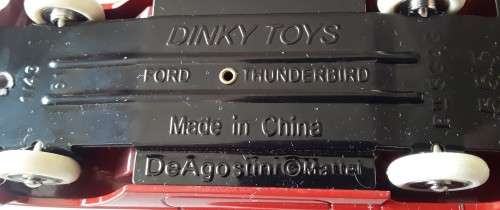 DINKY TOYS
FORD THUNDERBIRD
Made in China
DeAgostini©Mattel